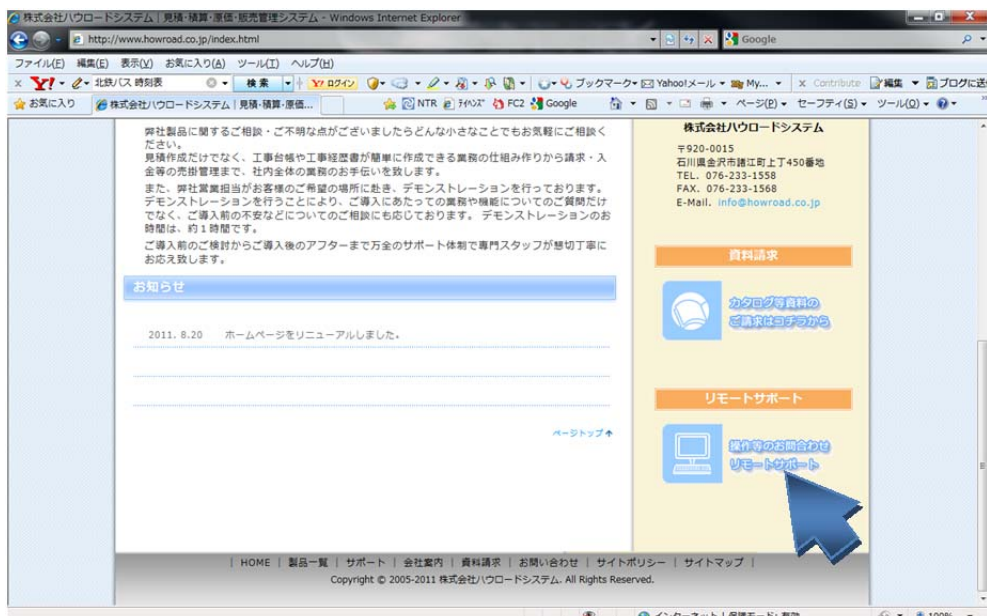 株式会社ハウロードシステム | 見積・積算・原価・販売管理システム - Windows Internet Explorer
http://www.howroad.co.jp/index.html
Google
ファイル(F) 編集(E) 表示(V) お気に入り(A) ツール(T) ヘルプ(H)
x Y! 北鉄バス 時刻表 検索 Y! ログイン ブックマーク Yahoo!メール My... x Contribute 編集 ブログに送
お気に入り 株式会社ハウロードシステム | 見積・積算・原価... NTR FC2 Google ページ(P) セーフティ(S) ツール(O)
弊社製品に関するご相談・ご不明な点がございましたらどんな小さなことでもお気軽にご相談く
ださい。
見積作成だけでなく、工事台帳や工事経歴書が簡単に作成できる業務の仕組み作りから請求・入
金等の売掛管理まで、社内全体の業務のお手伝いを致します。
また、弊社営業担当がお客様のご希望の場所に赴き、デモンストレーションを行っております。
デモンストレーションを行うことにより、ご導入にあたっての業務や機能についてのご質問だけ
でなく、ご導入前の不安などについてのご相談にも応じております。 デモンストレーションのお
時間は、約1時間です。
ご導入前のご検討からご導入後のアフターまで万全のサポート体制で専門スタッフが懇切丁寧に
お応え致します。
お知らせ
2011. 8.20 ホームページをリニューアルしました。
ページトップ
株式会社ハウロードシステム
〒920-0015
石川県金沢市諸江町上丁450番地
TEL. 076-233-1558
FAX. 076-233-1568
E-Mail. info@howroad.co.jp
資料請求
カタログ等資料の
ご請求はコチラから
リモートサポート
操作等のお問合わせ
リモートサポート
| HOME | 製品一覧 | サポート | 会社案内 | 資料請求 | お問い合わせ | サイトポリシー | サイトマップ |
Copyright © 2005-2011 株式会社ハウロードシステム. All Rights Reserved.
インターネット | 保護モード: 有効 100%